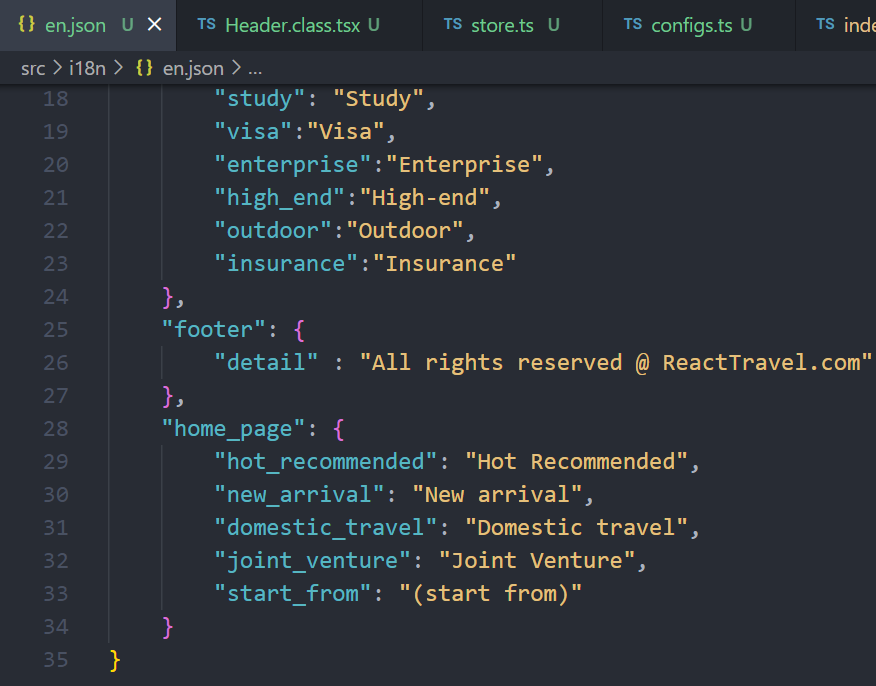 {} en.json U × TS Header.class.tsx U TS store.ts U TS configs.ts U TS inde
src > i18n > {} en.json > ...
18 "study": "Study",
19 "visa":"Visa",
20 "enterprise":"Enterprise",
21 "high_end":"High-end",
22 "outdoor":"Outdoor",
23 "insurance":"Insurance"
24 },
25 "footer": {
26 "detail" : "All rights reserved @ ReactTravel.com"
27 },
28 "home_page": {
29 "hot_recommended": "Hot Recommended",
30 "new_arrival": "New arrival",
31 "domestic_travel": "Domestic travel",
32 "joint_venture": "Joint Venture",
33 "start_from": "(start from)"
34 }
35 }